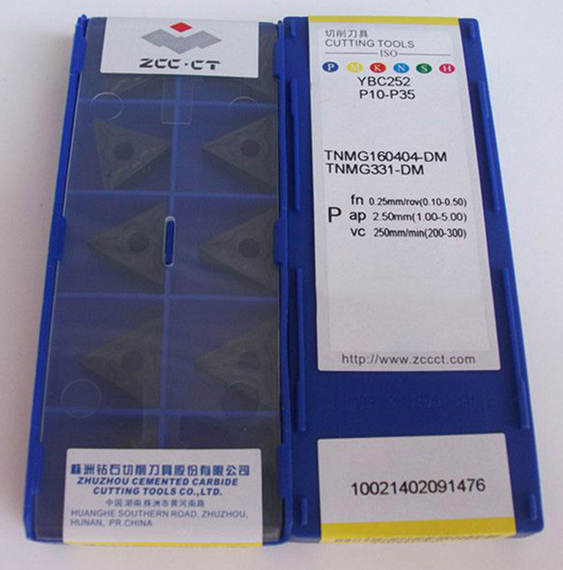 ZCC·CT
株洲钻石切削刀具股份有限公司
ZHUZHOU CEMENTED CARBIDE
CUTTING TOOLS CO.,LTD.
中国.湖南.株洲市黄河南路
HUANGHE SOUTHERN ROAD, ZHUZHOU,
HUNAN, PR.CHINA
切削刀具
CUTTING TOOLS
ISO
P M K N S H
YBC252
P10-P35
TNMG160404-DM
TNMG331-DM
P
fn 0.25mm/rov(0.10-0.50)
ap 2.50mm(1.00-5.00)
vc 250mm/min(200-300)
http://www.zccct.com
10021402091476